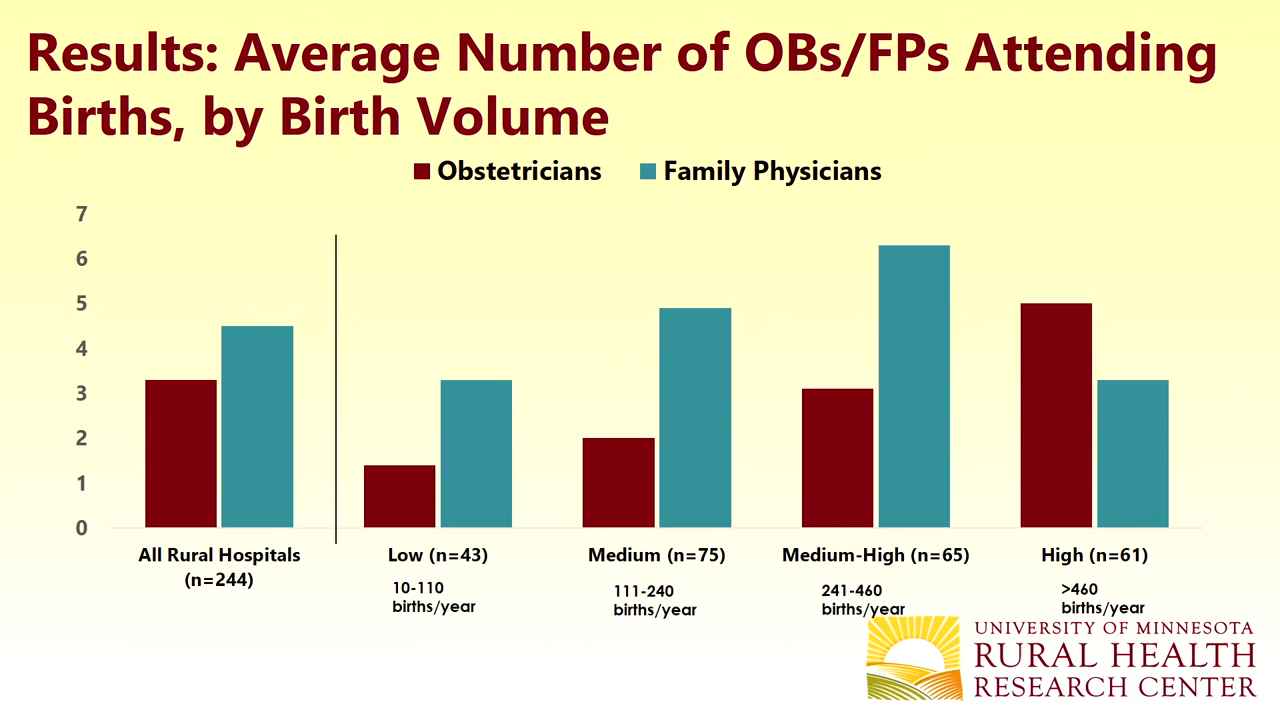 Results: Average Number of OBs/FPs Attending
Births, by Birth Volume
Obstetricians Family Physicians
7
6
5
4
3
2
1
0
All Rural Hospitals
(n=244)
Low (n=43)
10-110
births/year
Medium (n=75)
111-240
births/year
Medium-High (n=65)
241-460
births/year
High (n=61)
>460
births/year
UNIVERSITY OF MINNESOTA
RURAL HEALTH
RESEARCH CENTER